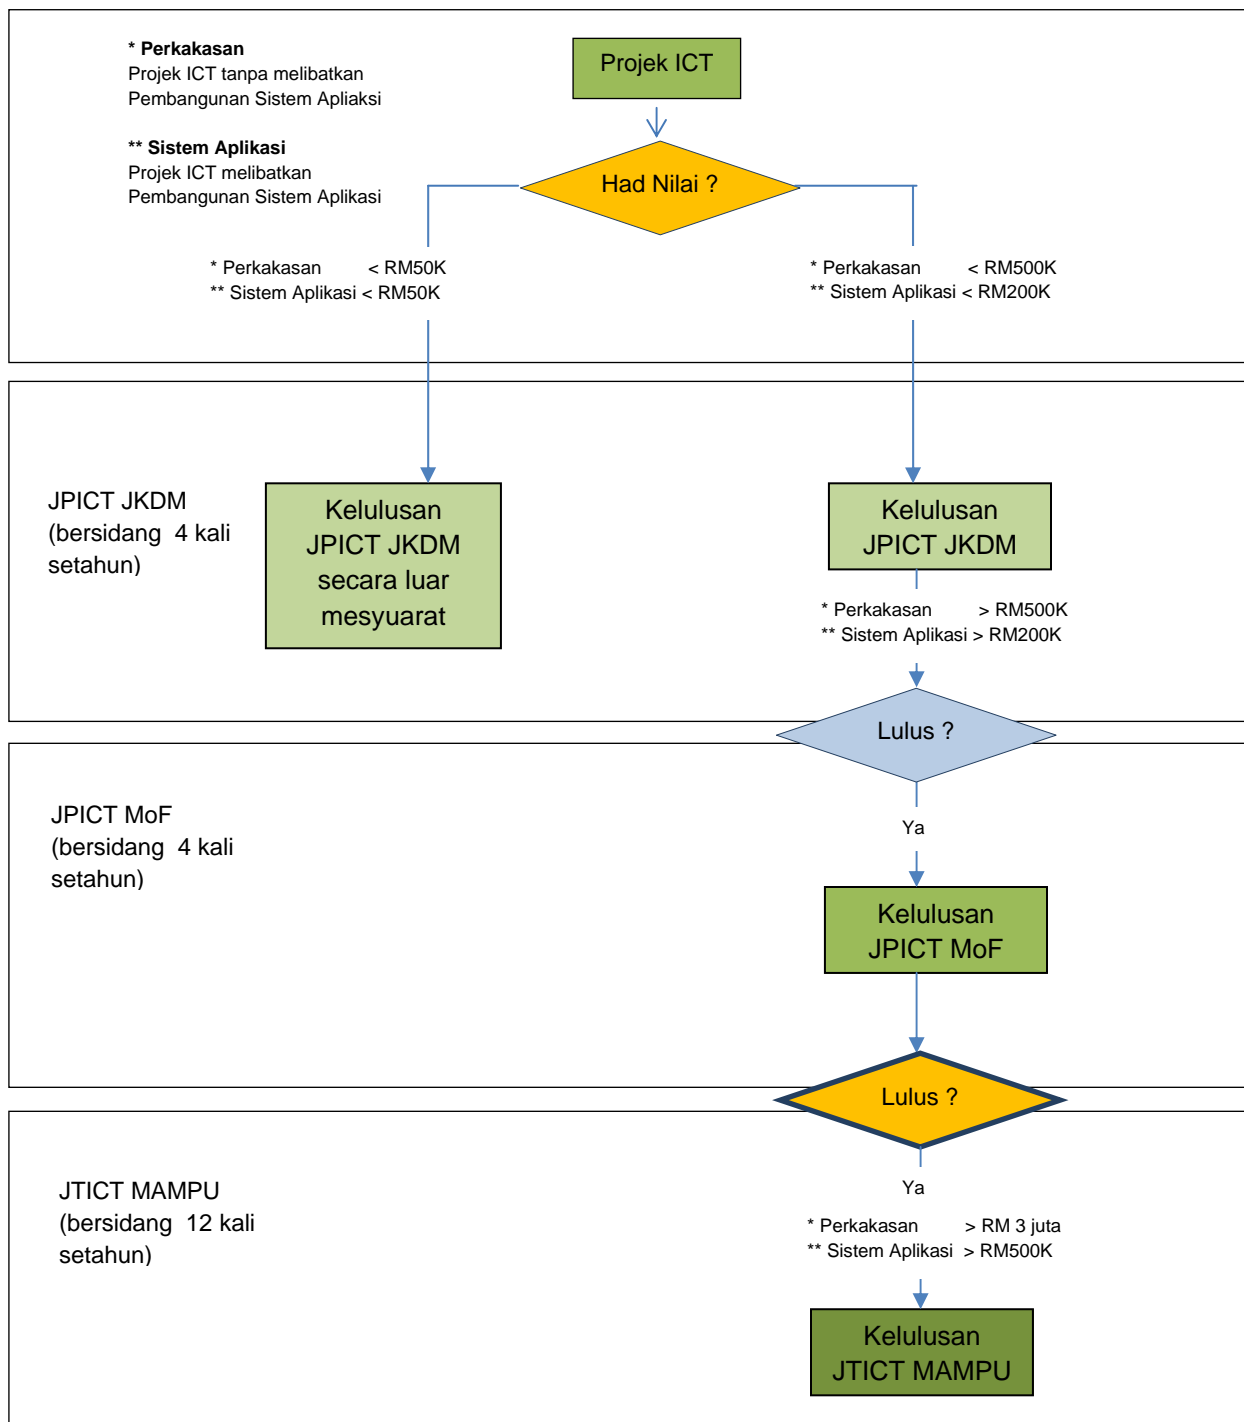 * Perkakasan
Projek ICT tanpa melibatkan
Pembangunan Sistem Apliaksi
** Sistem Aplikasi
Projek ICT melibatkan
Pembangunan Sistem Aplikasi
Projek ICT
Had Nilai ?
* Perkakasan < RM50K
** Sistem Aplikasi < RM50K
* Perkakasan < RM500K
** Sistem Aplikasi < RM200K
JPICT JKDM
(bersidang 4 kali
setahun)
Kelulusan
JPICT JKDM
secara luar
mesyuarat
Kelulusan
JPICT JKDM
* Perkakasan > RM500K
** Sistem Aplikasi > RM200K
Lulus ?
JPICT MoF
(bersidang 4 kali
setahun)
Ya
Kelulusan
JPICT MoF
Lulus ?
JTICT MAMPU
(bersidang 12 kali
setahun)
Ya
* Perkakasan > RM 3 juta
** Sistem Aplikasi > RM500K
Kelulusan
JTICT MAMPU